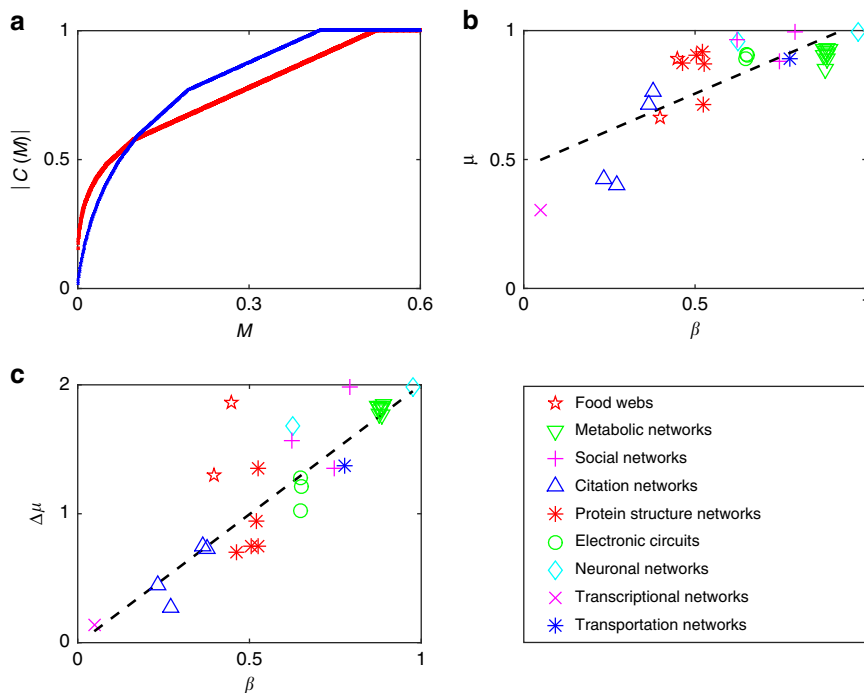 a
1
0.5
0
0
0.3
0.6
|C (M)|
M
b
1
0.5
0
0
0.5
1
μ
β
c
2
1
0
0
0.5
1
Δμ
β
Food webs
Metabolic networks
Social networks
Citation networks
Protein structure networks
Electronic circuits
Neuronal networks
Transcriptional networks
Transportation networks